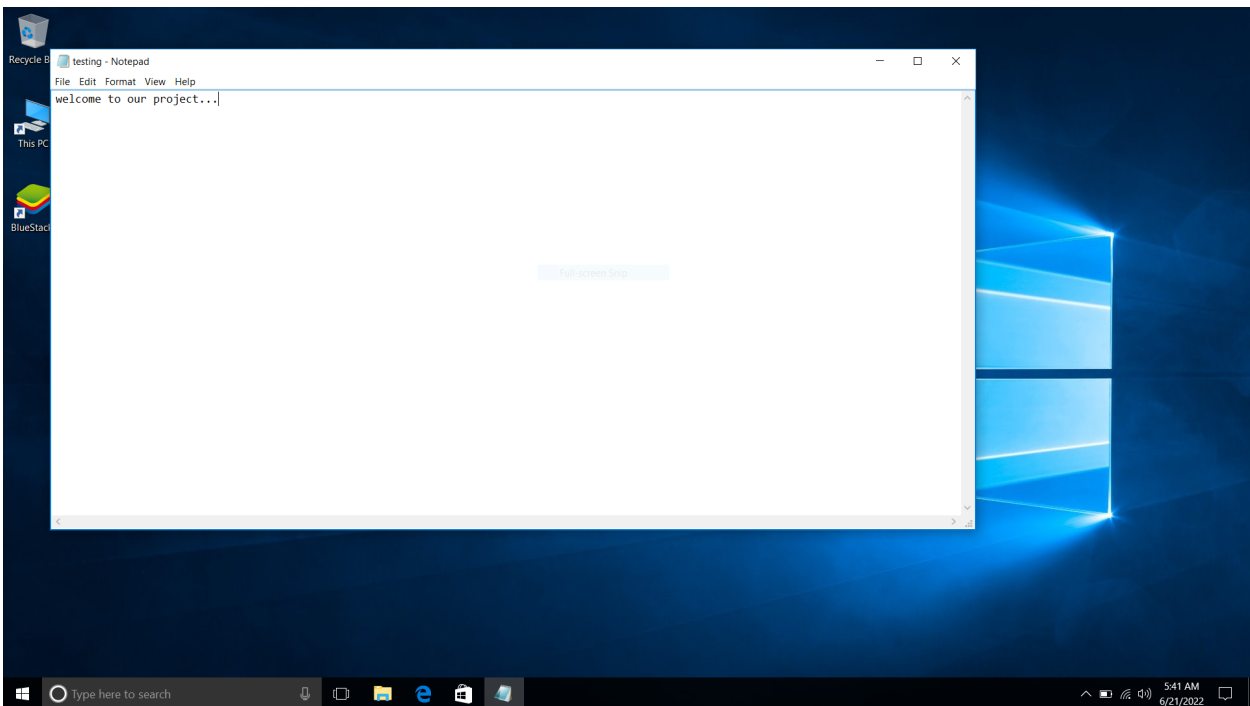 Recycle B
testing - Notepad
File Edit Format View Help
welcome to our project...
This PC
BlueStac
Full-screen Snip
Type here to search
5:41 AM
6/21/2022